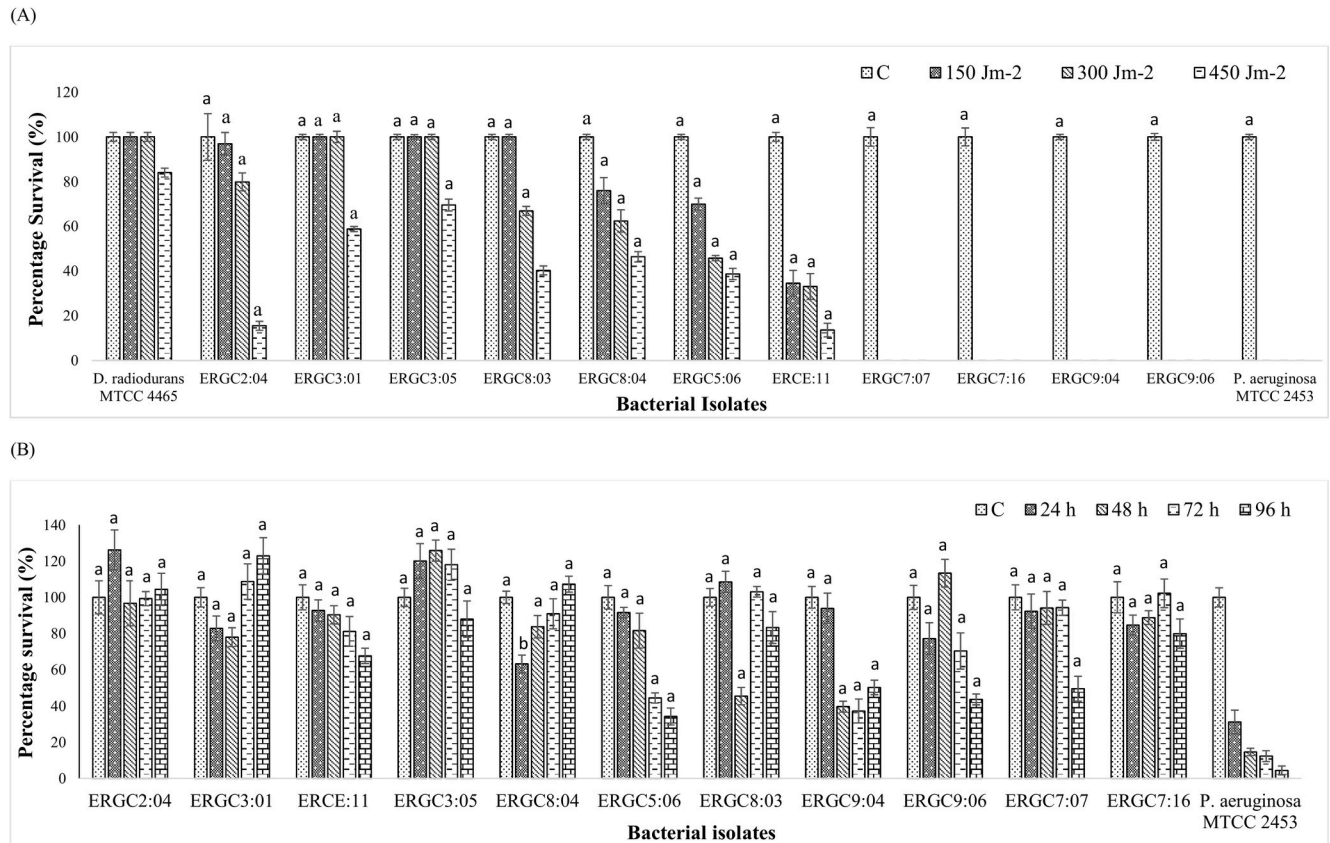 (A)
C 150 Jm-2 300 Jm-2 450 Jm-2
Percentage Survival (%)
120
100
80
60
40
20
0
a a a a a a a a a a a a a a a a a a
a a a
a a a
a a a
a a a
D. radiodurans MTCC 4465 ERGC2:04 ERGC3:01 ERGC3:05 ERGC8:03 ERGC8:04 ERGC5:06 ERCE:11 ERGC7:07 ERGC7:16 ERGC9:04 ERGC9:06 P. aeruginosa MTCC 2453
Bacterial Isolates
(B)
C 24 h 48 h 72 h 96 h
Percentage survival (%)
140
120
100
80
60
40
20
0
a a a a a
a a a a a
a a a a a
a a a a a
a b a a a
a a a a a
a a a a a
a a a a a
a a a a a
a a a a a
a a a a a
ERGC2:04 ERGC3:01 ERCE:11 ERGC3:05 ERGC8:04 ERGC5:06 ERGC8:03 ERGC9:04 ERGC9:06 ERGC7:07 ERGC7:16 P. aeruginosa
MTCC 2453
Bacterial isolates